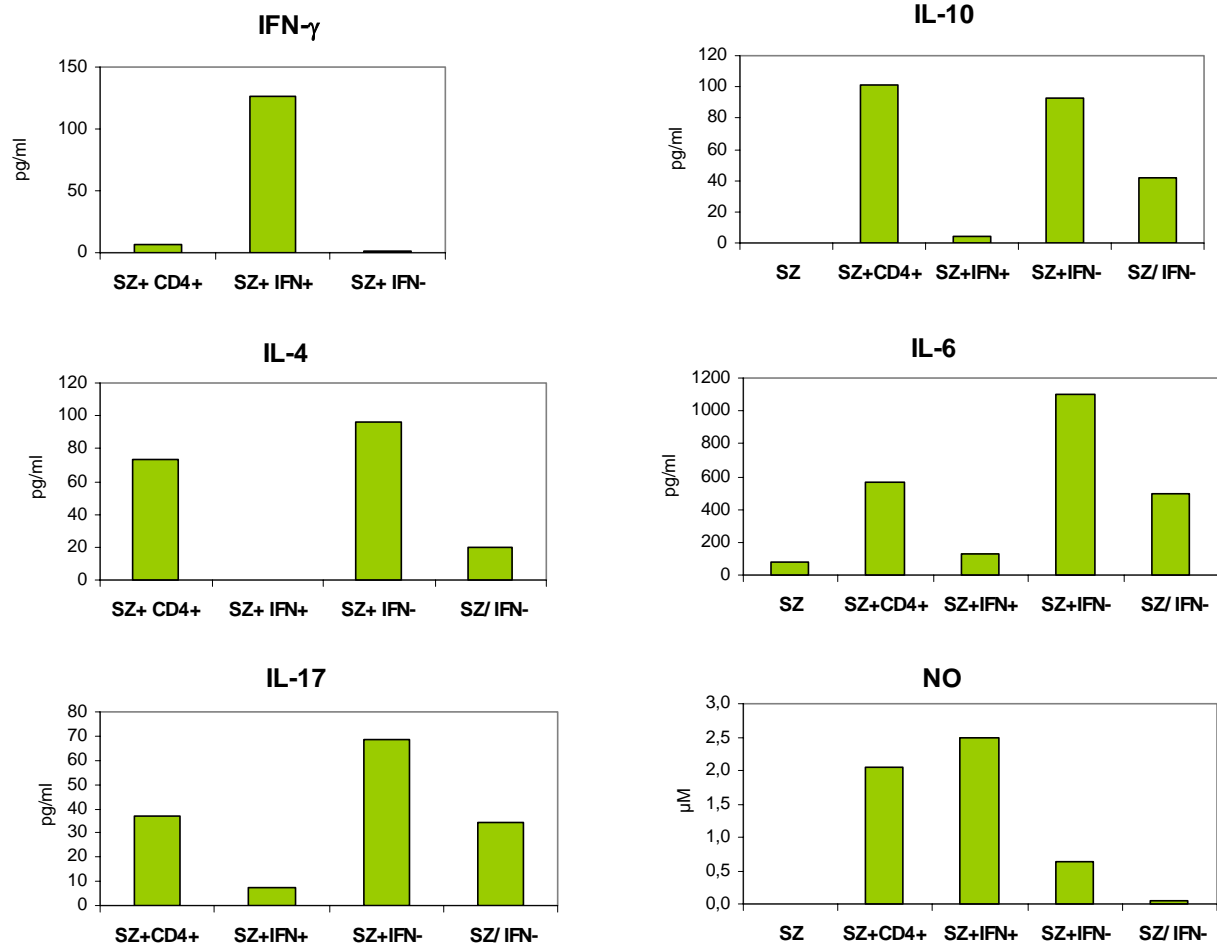 IFN-γ
150
100
50
0
pg/ml
SZ+ CD4+ SZ+ IFN+ SZ+ IFN-
IL-10
120
100
80
60
40
20
0
pg/ml
SZ SZ+CD4+ SZ+IFN+ SZ+IFN- SZ/ IFN-
IL-4
120
100
80
60
40
20
0
pg/ml
SZ+ CD4+ SZ+ IFN+ SZ+ IFN- SZ/ IFN-
IL-6
1200
1000
800
600
400
200
0
pg/ml
SZ SZ+CD4+ SZ+IFN+ SZ+IFN- SZ/ IFN-
IL-17
80
70
60
50
40
30
20
10
0
pg/ml
SZ+CD4+ SZ+IFN+ SZ+IFN- SZ/ IFN-
NO
3,0
2,5
2,0
1,5
1,0
0,5
0,0
µM
SZ SZ+CD4+ SZ+IFN+ SZ+IFN- SZ/ IFN-